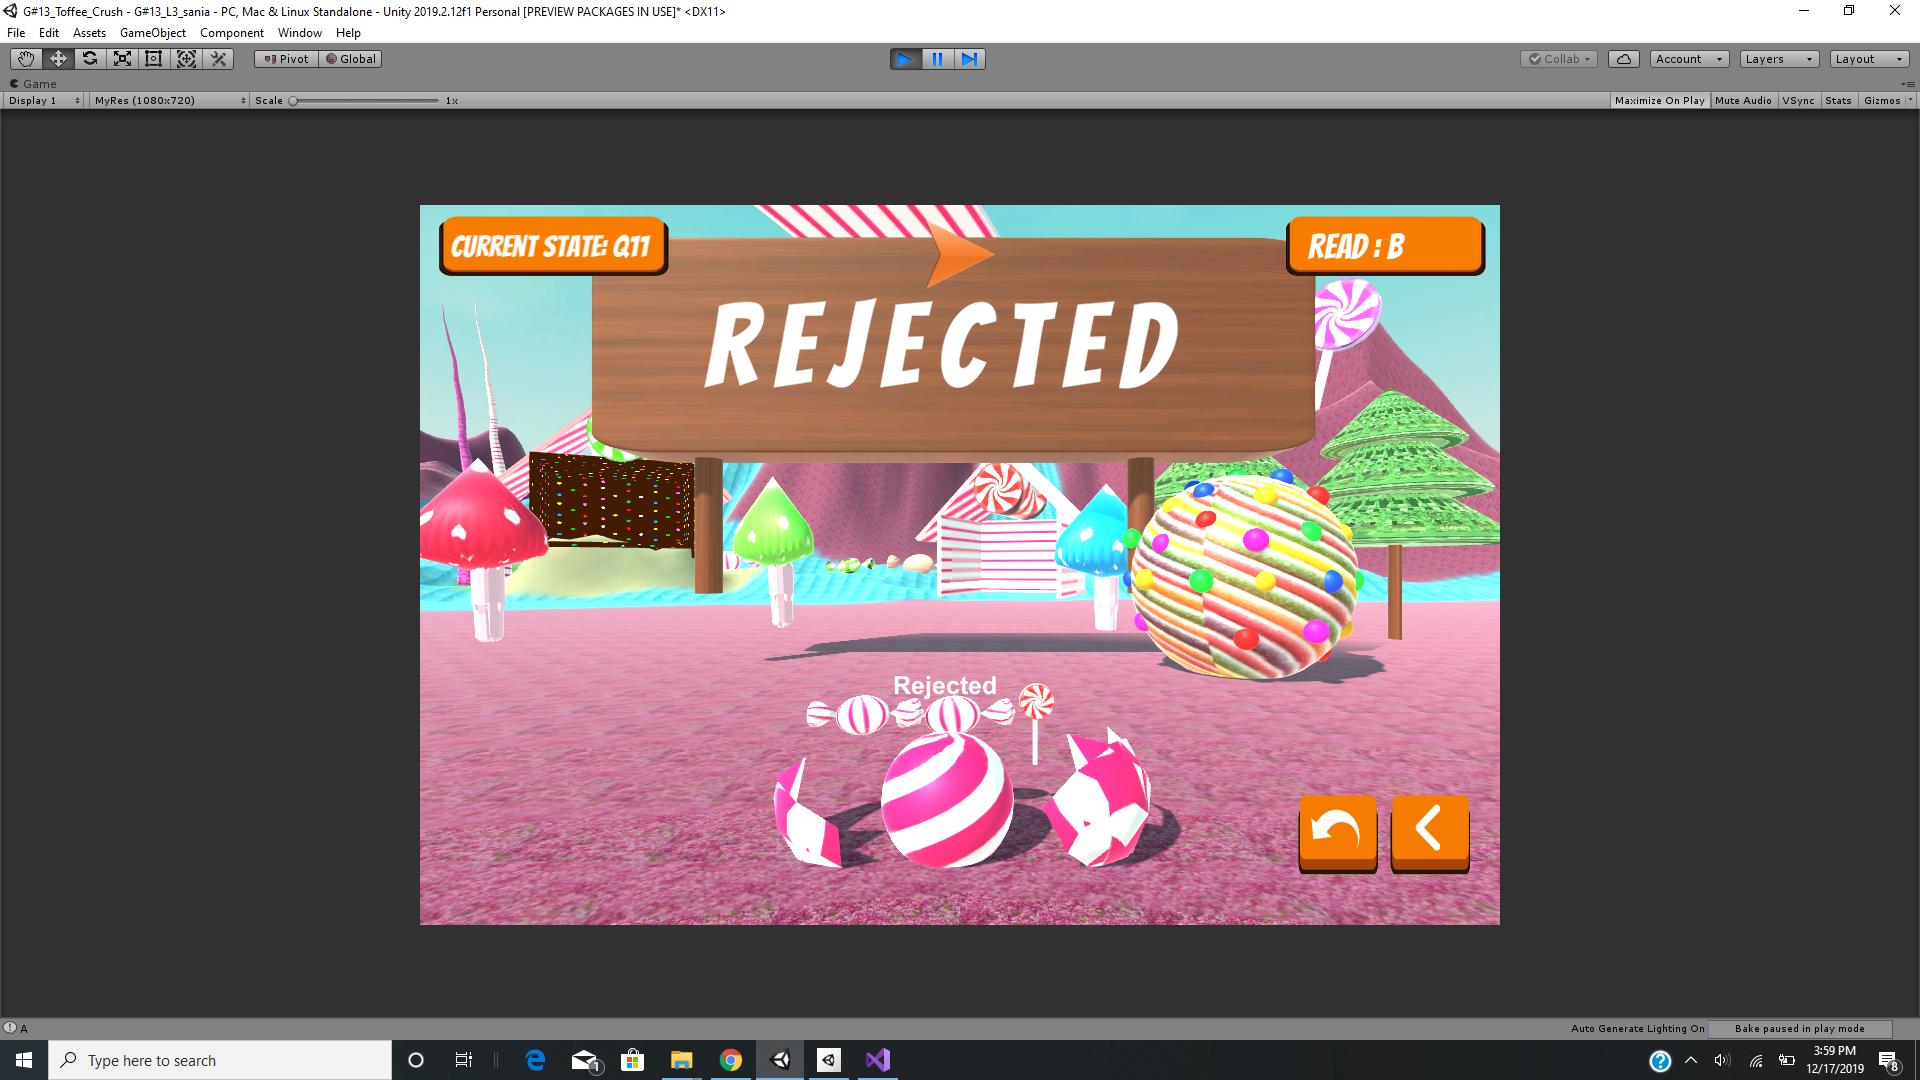 G#13_Toffee_Crush - G#13_L3_sania - PC, Mac & Linux Standalone - Unity 2019.2.12f1 Personal [PREVIEW PACKAGES IN USE]* <DX11>
File Edit Assets GameObject Component Window Help
Pivot Global Collab Account Layers Layout
Game
Display 1 MyRes (1080x720) Scale 1x Maximize On Play Mute Audio VSync Stats Gizmos
CURRENT STATE: Q11
READ : B
REJECTED
Rejected
A
Auto Generate Lighting On Bake paused in play mode
Type here to search
1
3:59 PM
12/17/2019
8